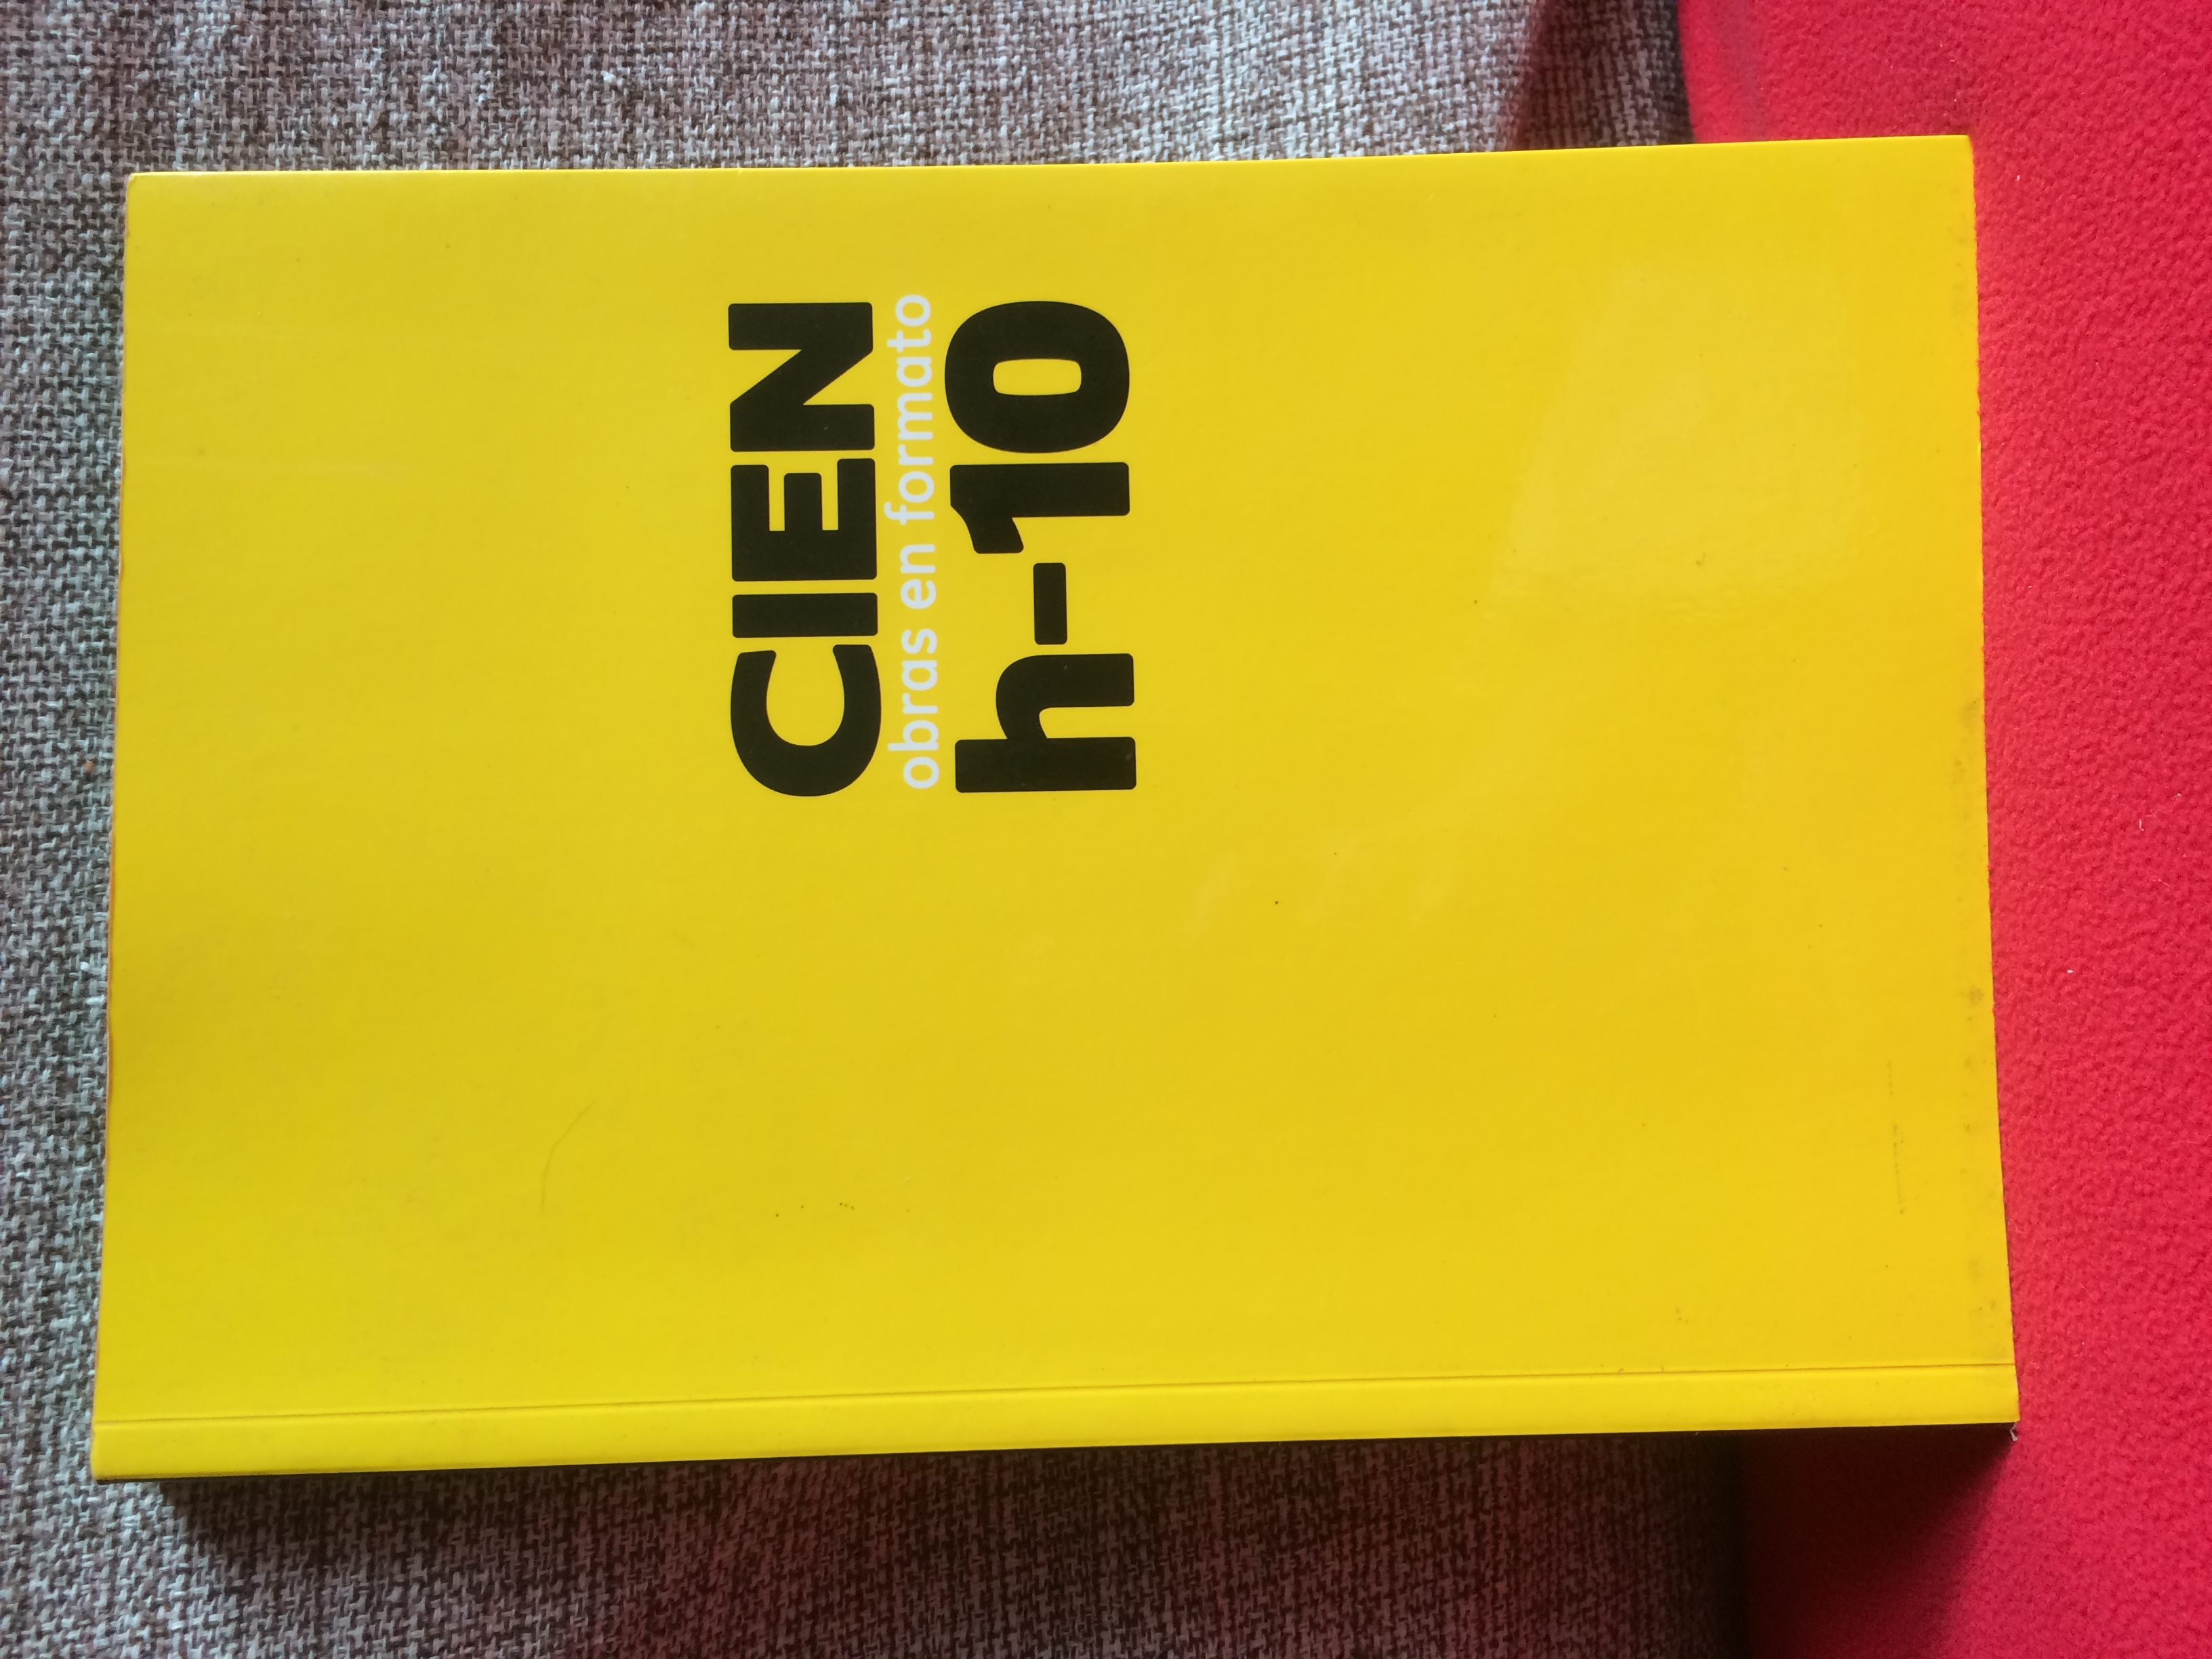 CIEN
obras en formato
h-10